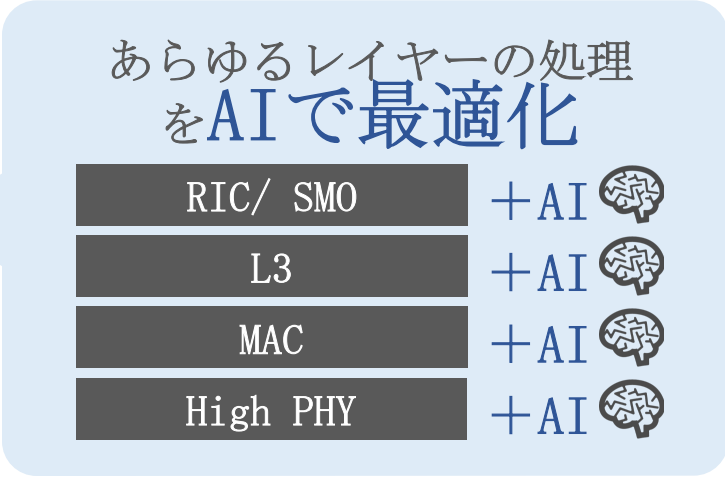 あらゆるレイヤーの処理
をAIで最適化
RIC/ SMO ＋AI
L3 ＋AI
MAC ＋AI
High PHY ＋AI